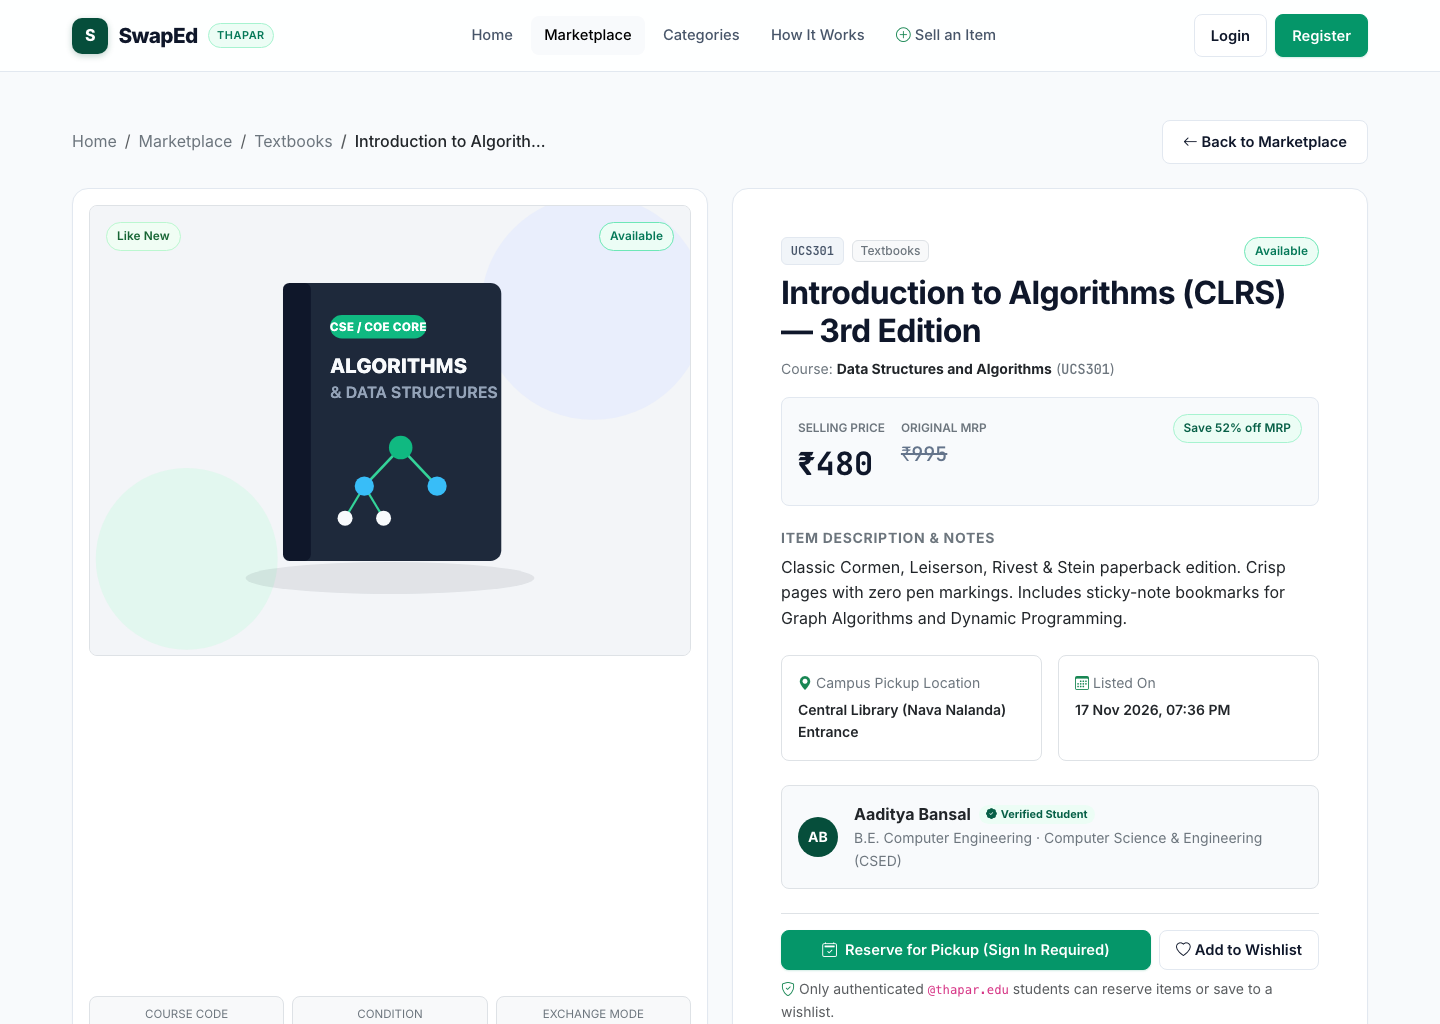 S SwapEd THAPAR Home Marketplace Categories How It Works Sell an Item Login Register
Home / Marketplace / Textbooks / Introduction to Algorith...
← Back to Marketplace
Like New
Available
CSE / COE CORE
ALGORITHMS
& DATA STRUCTURES
COURSE CODE
CONDITION
EXCHANGE MODE
UCS301
Textbooks
Available
Introduction to Algorithms (CLRS)
— 3rd Edition
Course: Data Structures and Algorithms (UCS301)
SELLING PRICE
₹480
ORIGINAL MRP
₹995
Save 52% off MRP
ITEM DESCRIPTION & NOTES
Classic Cormen, Leiserson, Rivest & Stein paperback edition. Crisp
pages with zero pen markings. Includes sticky-note bookmarks for
Graph Algorithms and Dynamic Programming.
Campus Pickup Location
Central Library (Nava Nalanda)
Entrance
Listed On
17 Nov 2026, 07:36 PM
AB
Aaditya Bansal Verified Student
B.E. Computer Engineering · Computer Science & Engineering
(CSED)
Reserve for Pickup (Sign In Required)
Add to Wishlist
Only authenticated @thapar.edu students can reserve items or save to a
wishlist.